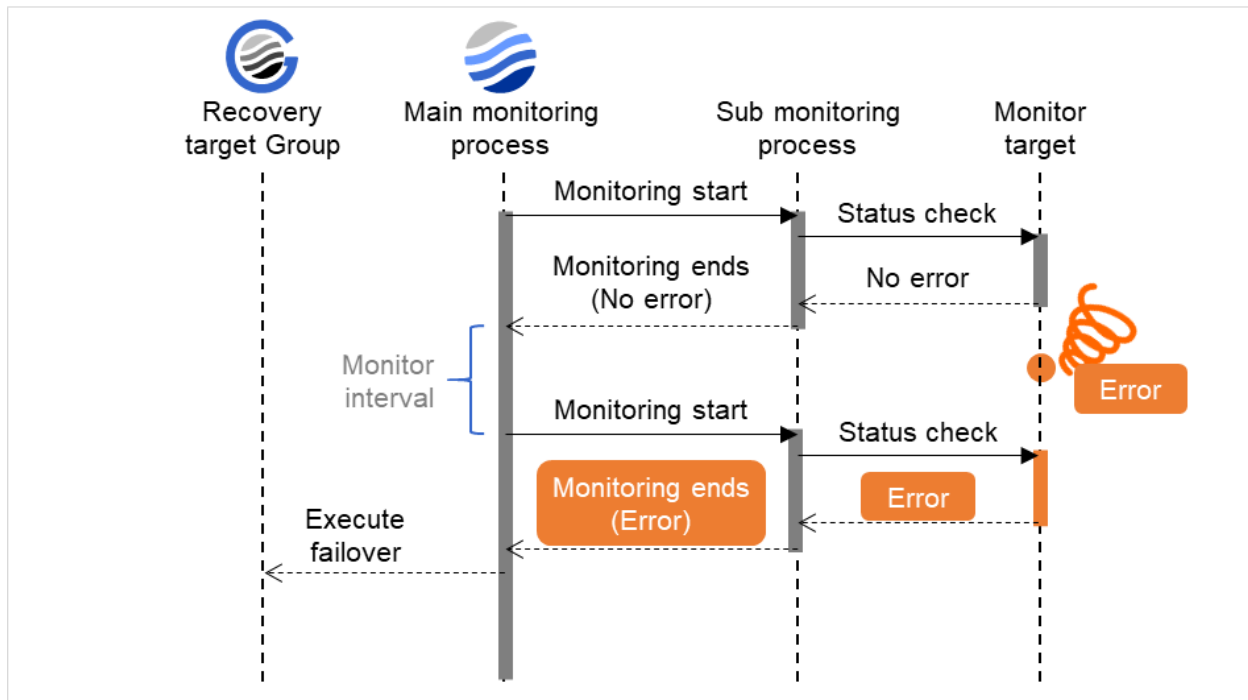 Recovery
target Group
Main monitoring
process
Sub monitoring
process
Monitor
target
Monitoring start
Status check
Monitoring ends
(No error)
No error
Monitor
interval
Error
Monitoring start
Status check
Monitoring ends
(Error)
Error
Execute
failover